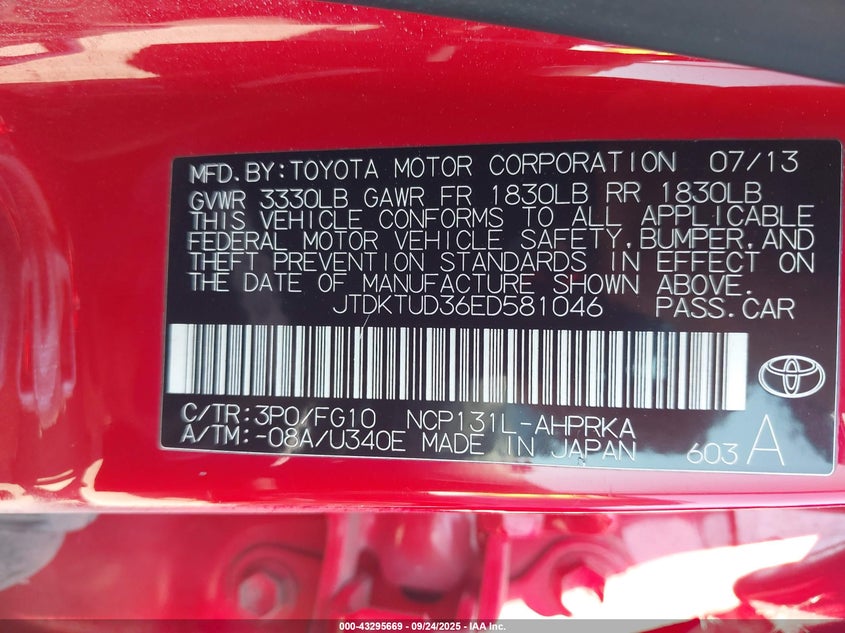 MFD.BY:TOYOTA MOTOR CORPORATION 07/13
GVWR 3330LB GAWR FR 1830LB RR 1830LB
THIS VEHICLE CONFORMS TO ALL APPLICABLE
FEDERAL MOTOR VEHICLE SAFETY,BUMPER,AND
THEFT PREVENTION STANDARDS IN EFFECT ON
THE DATE OF MANUFACTURE SHOWN ABOVE.
JTDKTUD36ED581046 PASS.CAR
C/TR:3P0/FG10 NCP131L-AHPRKA
A/TM:-08A/U340E MADE IN JAPAN 603 A
000-43295669 - 09/24/2025 - IAA Inc.